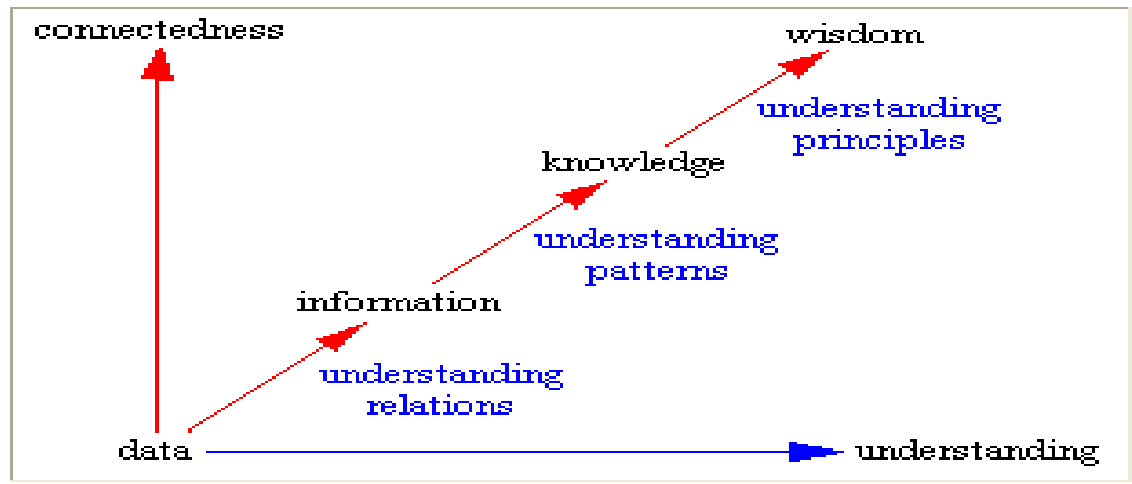 connectedness
wisdom
understanding
principles
knowledge
understanding
patterns
information
understanding
relations
data
understanding